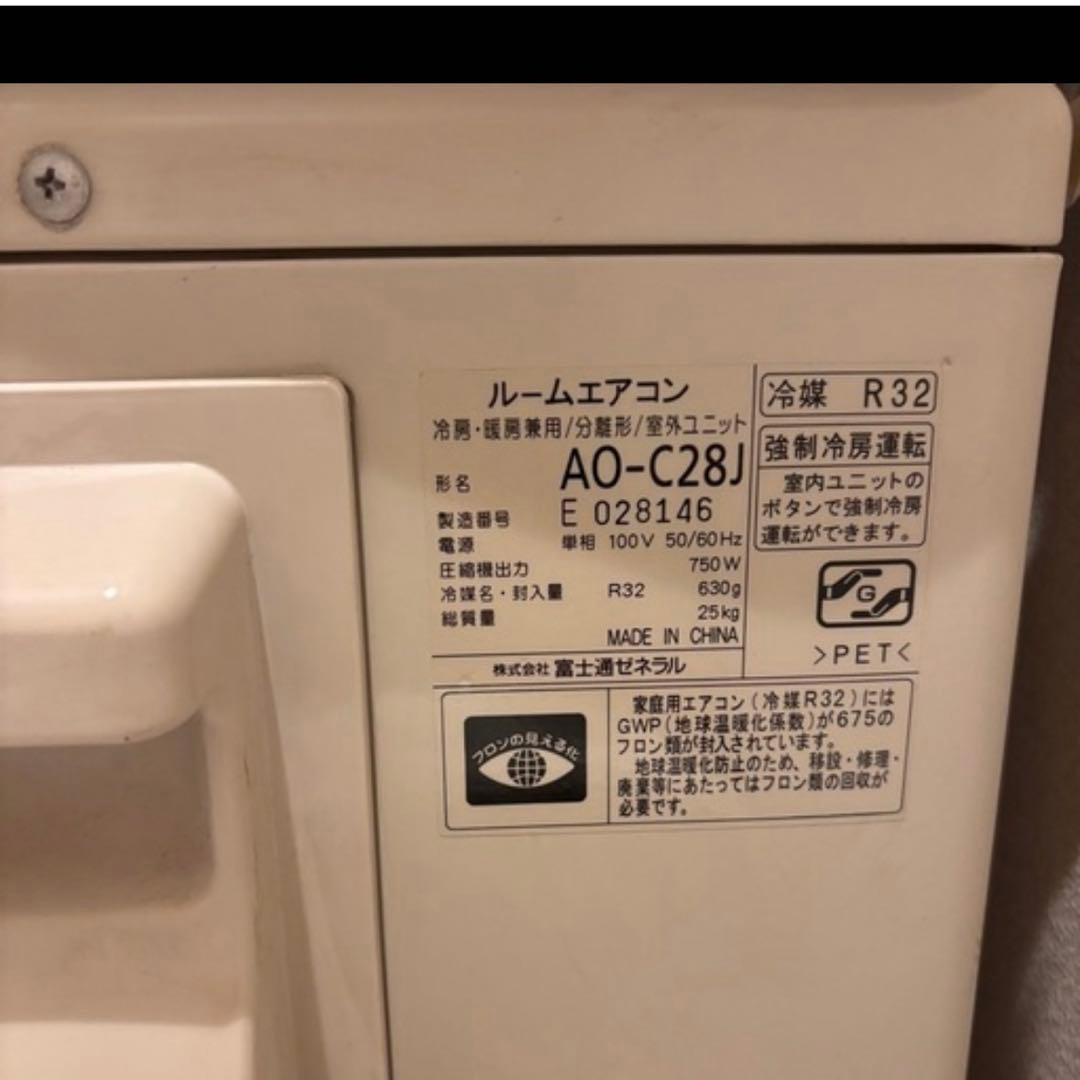 ルームエアコン
冷房・暖房兼用/分離形/室外ユニット
形名 AO-C28J
製造番号 E 028146
電源 単相 100V 50/60Hz
圧縮機出力 750W
冷媒名・封入量 R32 630g
総質量 25kg
MADE IN CHINA
株式会社 富士通ゼネラル
冷媒 R32
強制冷房運転
室内ユニットの
ボタンで強制冷房
運転ができます。
G
>PET<
フロンの見える化
家庭用エアコン(冷媒R32)には
GWP(地球温暖化係数)が675の
フロン類が封入されています。
地球温暖化防止のため、移設・修理・
廃棄等にあたってはフロン類の回収が
必要です。